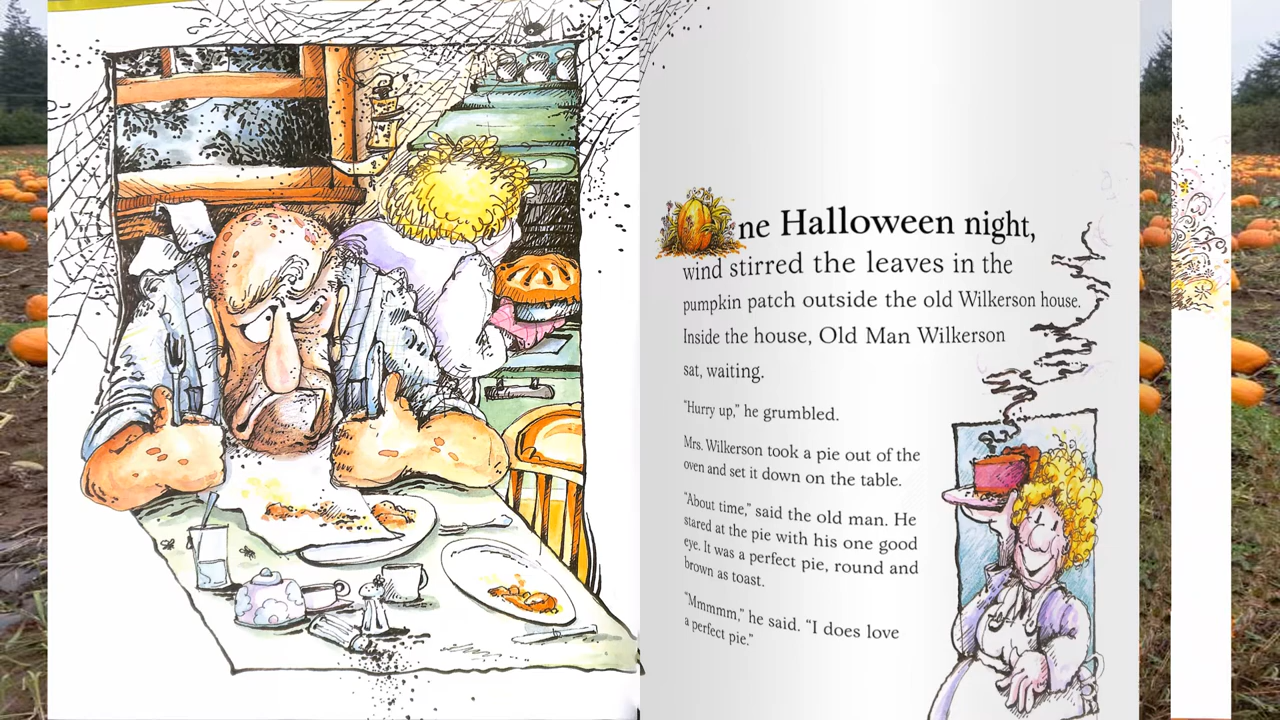 ne Halloween night,
wind stirred the leaves in the
pumpkin patch outside the old Wilkerson house.
Inside the house, Old Man Wilkerson
sat, waiting.
"Hurry up," he grumbled.
Mrs. Wilkerson took a pie out of the
oven and set it down on the table.
"About time," said the old man. He
stared at the pie with his one good
eye. It was a perfect pie, round and
brown as toast.
"Mmmmm," he said. "I does love
a perfect pie."